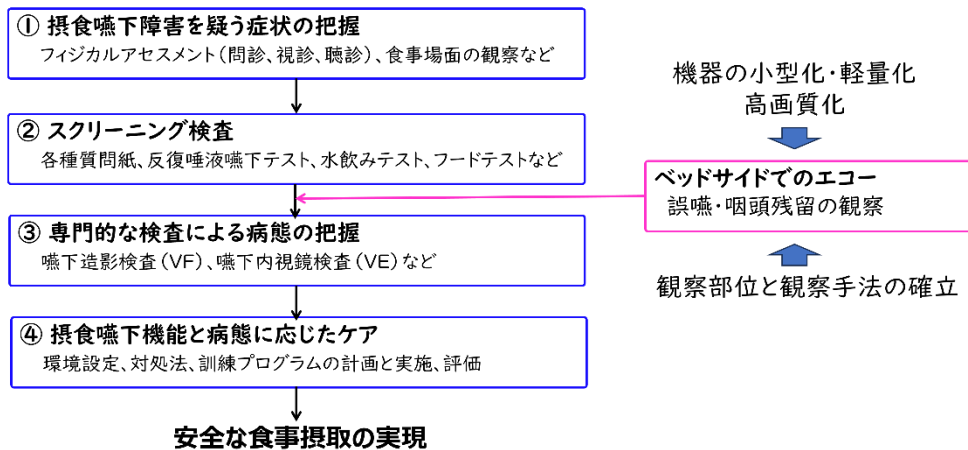 ① 摂食嚥下障害を疑う症状の把握
フィジカルアセスメント(問診、視診、聴診)、食事場面の観察など
② スクリーニング検査
各種質問紙、反復唾液嚥下テスト、水飲みテスト、フードテストなど
③ 専門的な検査による病態の把握
嚥下造影検査(VF)、嚥下内視鏡検査(VE)など
④ 摂食嚥下機能と病態に応じたケア
環境設定、対処法、訓練プログラムの計画と実施、評価
安全な食事摂取の実現
機器の小型化・軽量化
高画質化
ベッドサイドでのエコー
誤嚥・咽頭残留の観察
観察部位と観察手法の確立